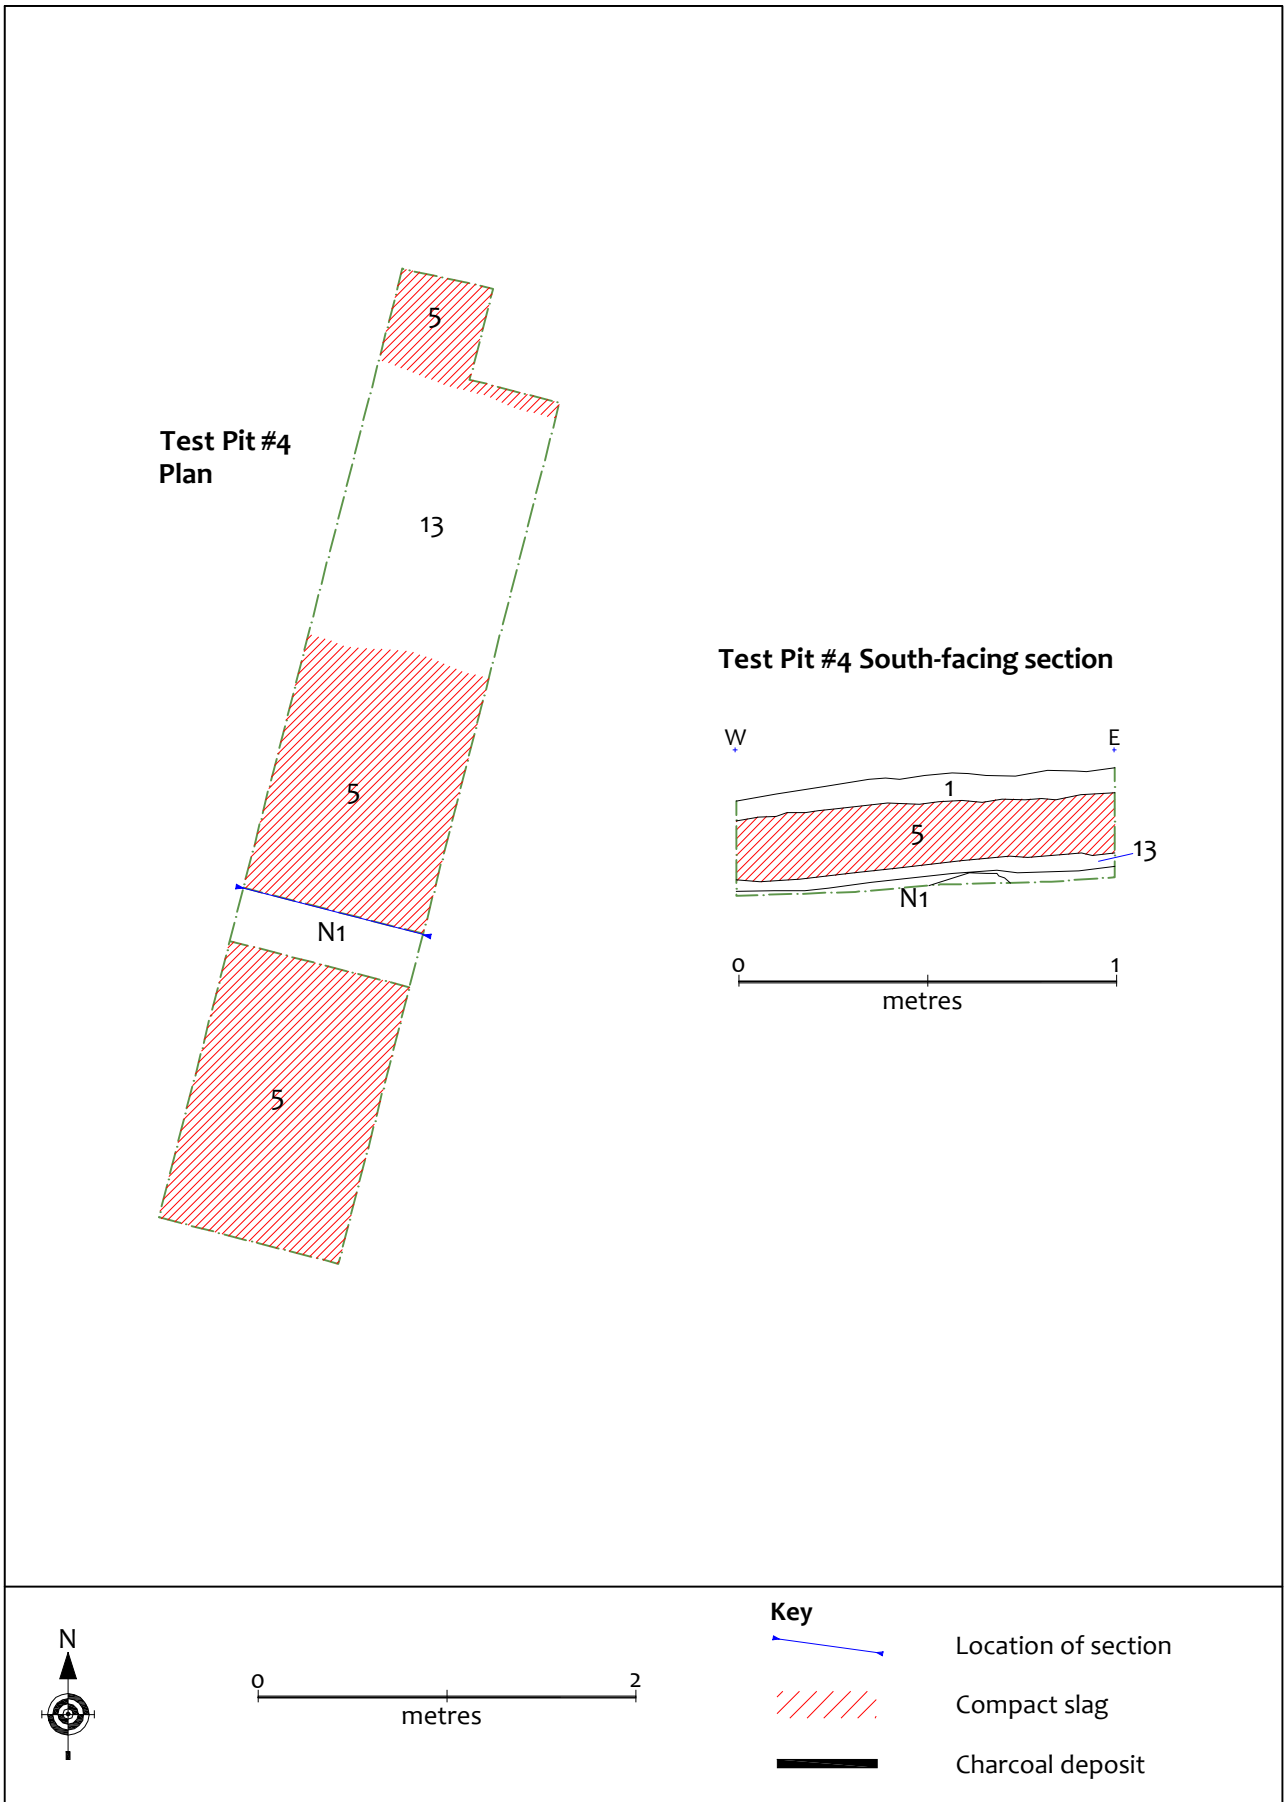 5
Test Pit #4
Plan
13
5
N1
5
Test Pit #4 South-facing section
W E
1
5
13
N1
0 1
metres
N
0 2
metres
Key
Location of section
Compact slag
Charcoal deposit